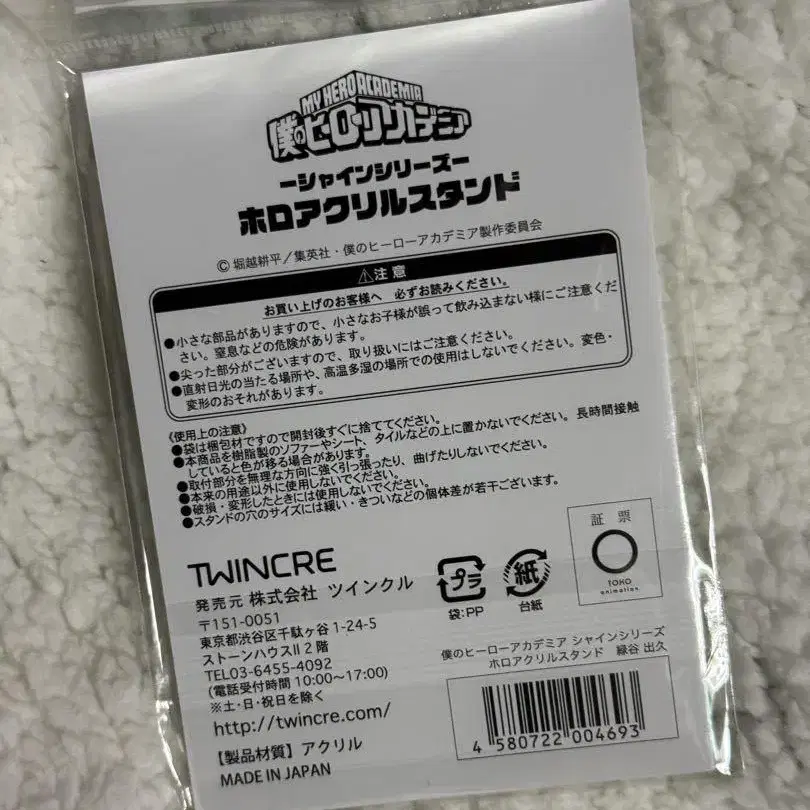 MY HERO ACADEMIA
僕のヒーローアカデミア
ーシャインシリーズー
ホロアクリルスタンド
© 堀越耕平／集英社・僕のヒーローアカデミア製作委員会
⚠注意
お買い上げのお客様へ 必ずお読みください。
●小さな部品がありますので、小さなお子様が誤って飲み込まない様にご注意くだ
さい。窒息などの危険があります。
●尖った部分がございますので、取り扱いにはご注意ください。
●直射日光の当たる場所や、高温多湿の場所での使用はしないでください。変色・
変形のおそれがあります。
《使用上の注意》
●袋は梱包材ですので開封後すぐに捨ててください。
●本商品を樹脂製のソファーやシート、タイルなどの上に置かないでください。長時間接触
していると色が移る場合があります。
●取付部分を無理な方向に強く引っ張ったり、曲げたりしないでください。
●本来の用途以外に使用しないでください。
●破損・変形したときには使用しないでください。
●スタンドの穴のサイズには緩い・きついなどの個体差が若干ございます。
TWINCRE
発売元 株式会社 ツインクル
〒151-0051
東京都渋谷区千駄ヶ谷1-24-5
ストーンハウスⅡ2階
TEL03-6455-4092
(電話受付時間 10:00〜17:00)
※土・日・祝日を除く
http://twincre.com/
【製品材質】アクリル
MADE IN JAPAN
プラ
袋:PP
紙
台紙
証票
TOHO
animation
僕のヒーローアカデミア シャインシリーズ
ホロアクリルスタンド 緑谷 出久
4 580722 004693